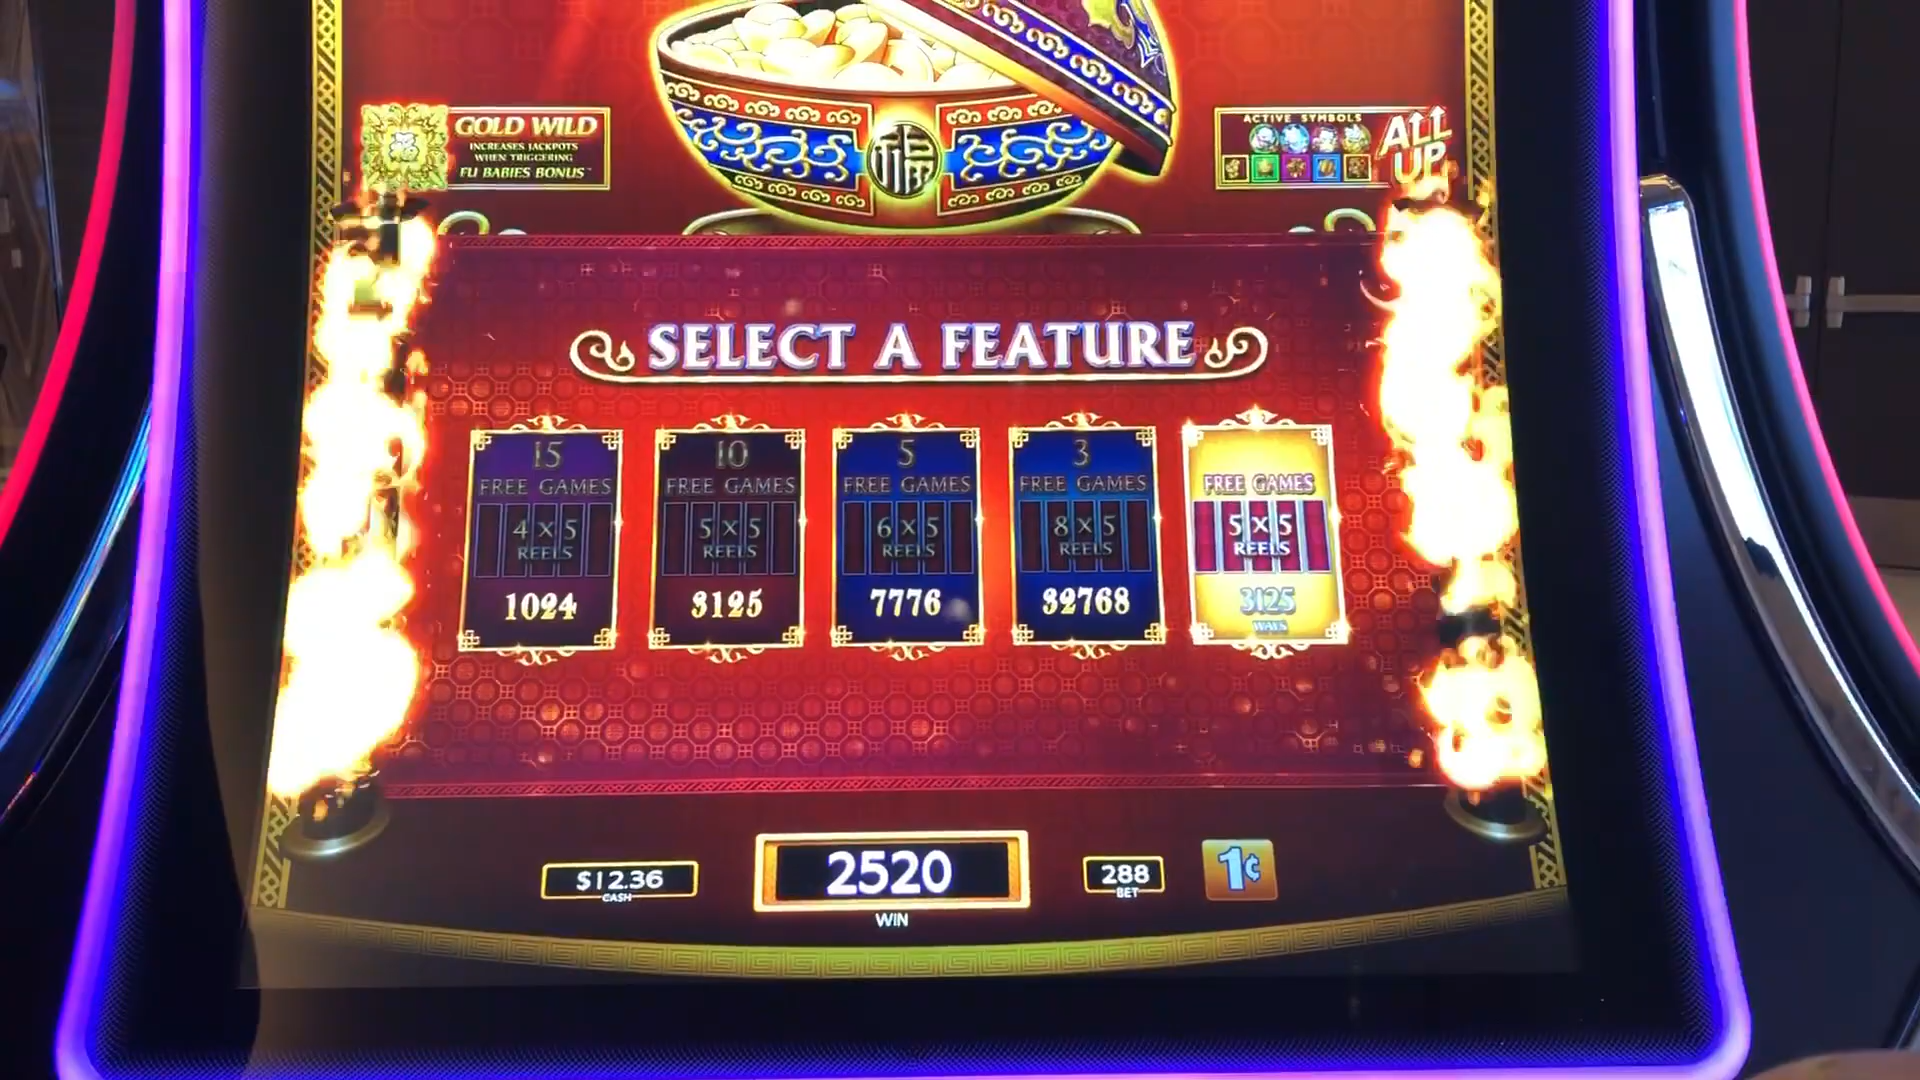 GOLD WILD
INCREASES JACKPOTS
WHEN TRIGGERING
FU BABIES BONUS™
福
ACTIVE SYMBOLS
ALL
UP
SELECT A FEATURE
15
FREE GAMES
4 X 5
REELS
1024
10
FREE GAMES
5 X 5
REELS
3125
5
FREE GAMES
6 X 5
REELS
7776
3
FREE GAMES
8 X 5
REELS
32768
FREE GAMES
5 X 5
REELS
3125
WAYS
$12.36
CASH
2520
WIN
288
BET
1¢